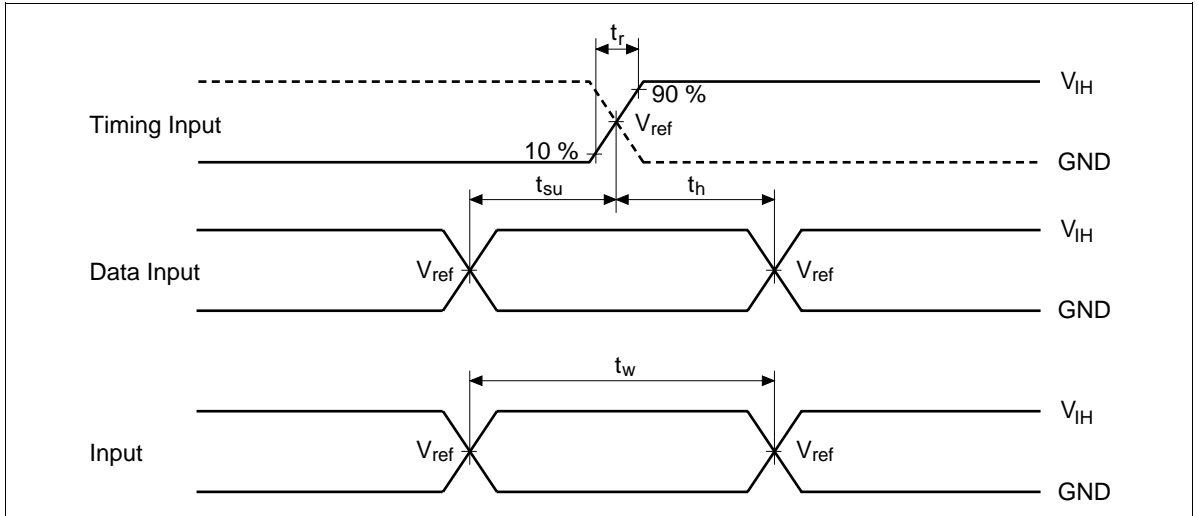 tr
VIH
90 %
Timing Input
Vref
10 %
GND
tsu
th
VIH
Data Input
Vref
Vref
GND
tw
VIH
Input
Vref
Vref
GND